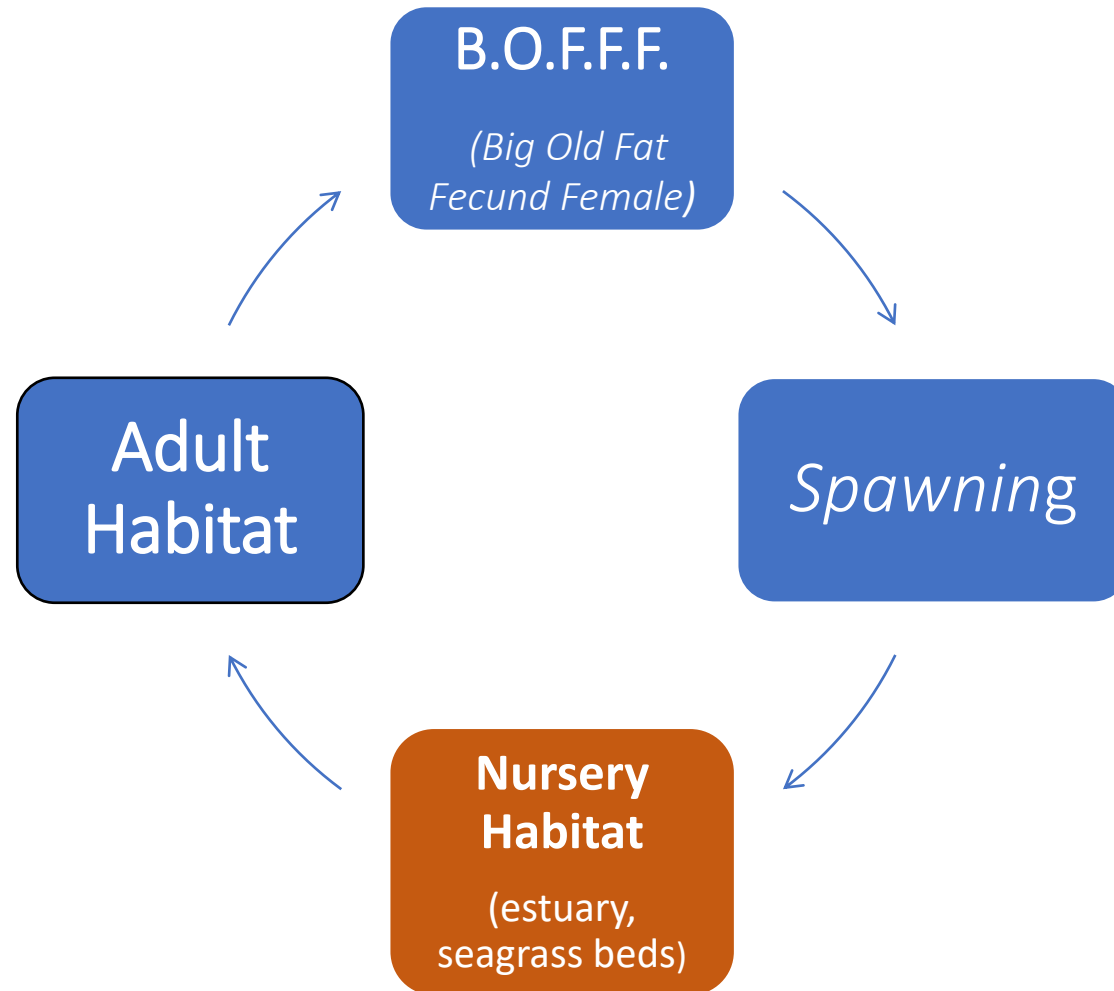 B.O.F.F.F.
(Big Old Fat
Fecund Female)
Adult
Habitat
Spawning
Nursery
Habitat
(estuary,
seagrass beds)